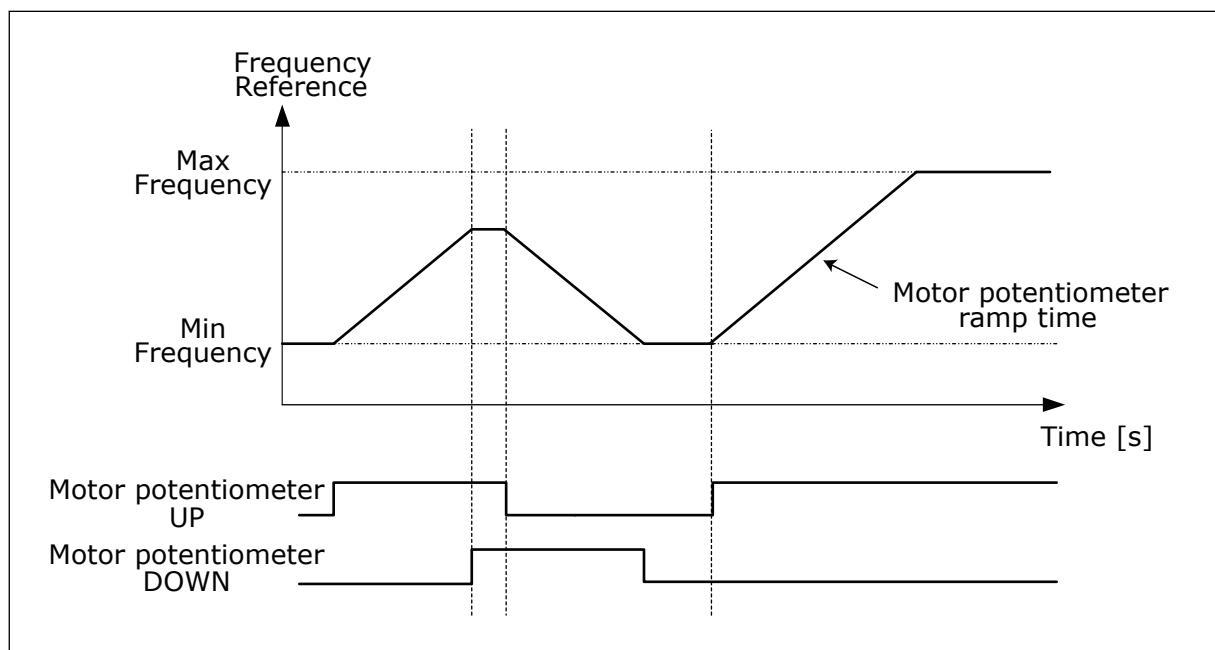 Frequency
Reference
Max
Frequency
Min
Frequency
Motor potentiometer
ramp time
Time [s]
Motor potentiometer
UP
Motor potentiometer
DOWN